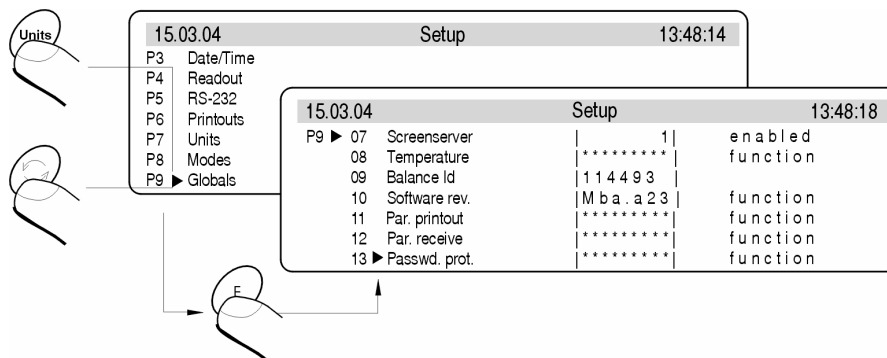 Units
15.03.04 Setup 13:48:14
P3 Date/Time
P4 Readout
P5 RS-232
P6 Printouts
P7 Units
P8 Modes
P9 ► Globals
15.03.04 Setup 13:48:18
P9 ► 07 Screenserver | 1| enabled
08 Temperature |*********| function
09 Balance Id |114493 |
10 Software rev. |Mba.a23| function
11 Par. printout |*********| function
12 Par. receive |*********| function
13 ► Passwd. prot. |*********| function
F